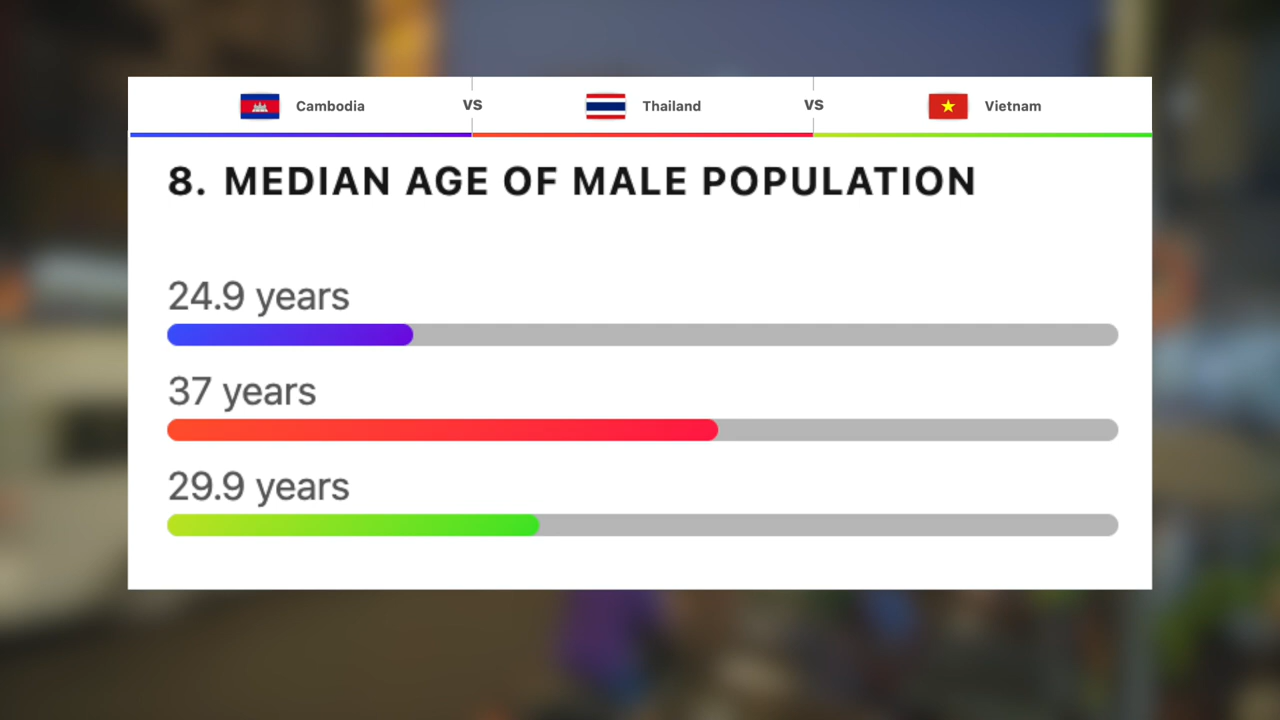 Cambodia vs Thailand vs Vietnam
8. MEDIAN AGE OF MALE POPULATION
24.9 years
37 years
29.9 years